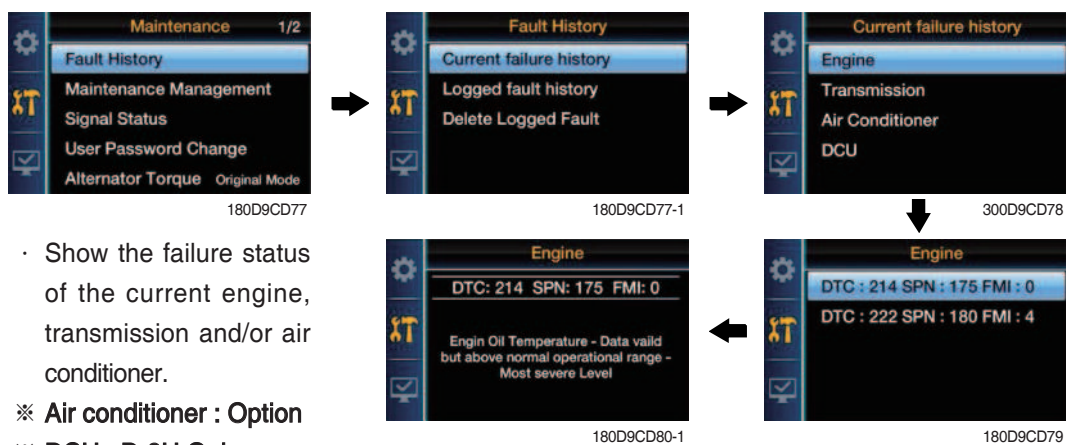 Maintenance 1/2
Fault History
Maintenance Management
Signal Status
User Password Change
Alternator Torque Original Mode
180D9CD77
Fault History
Current failure history
Logged fault history
Delete Logged Fault
180D9CD77-1
Current failure history
Engine
Transmission
Air Conditioner
DCU
300D9CD78
Engine
DTC : 214 SPN : 175 FMI : 0
DTC : 222 SPN : 180 FMI : 4
180D9CD79
Engine
DTC: 214 SPN: 175 FMI: 0
Engin Oil Temperature - Data vaild
but above normal operational range -
Most severe Level
180D9CD80-1
· Show the failure status
of the current engine,
transmission and/or air
conditioner.
※ Air conditioner : Option